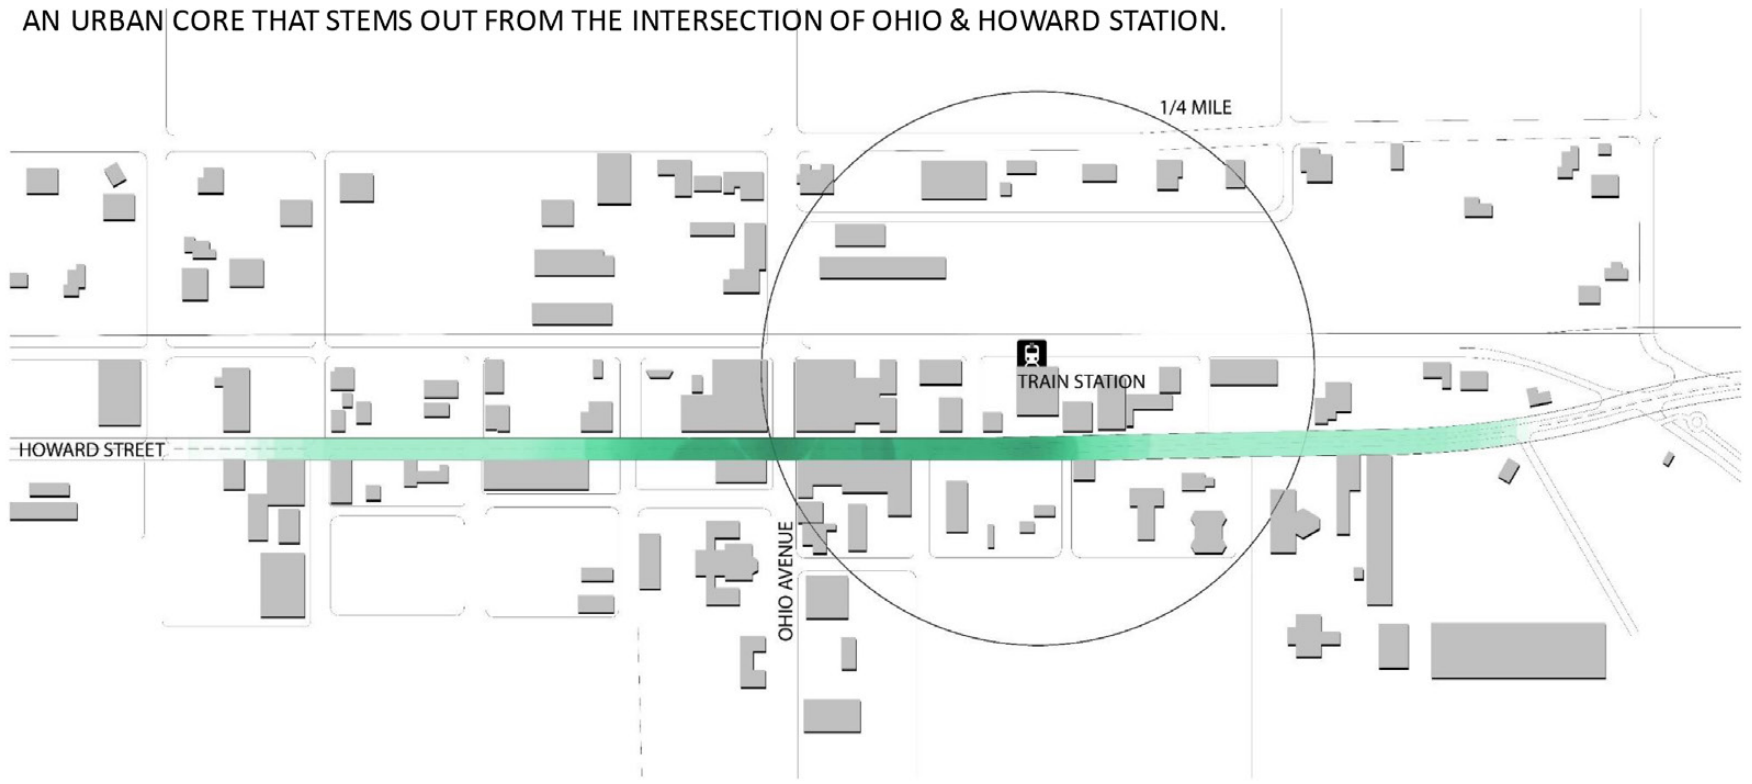 AN URBAN CORE THAT STEMS OUT FROM THE INTERSECTION OF OHIO & HOWARD STATION.
1/4 MILE
TRAIN STATION
HOWARD STREET
OHIO AVENUE